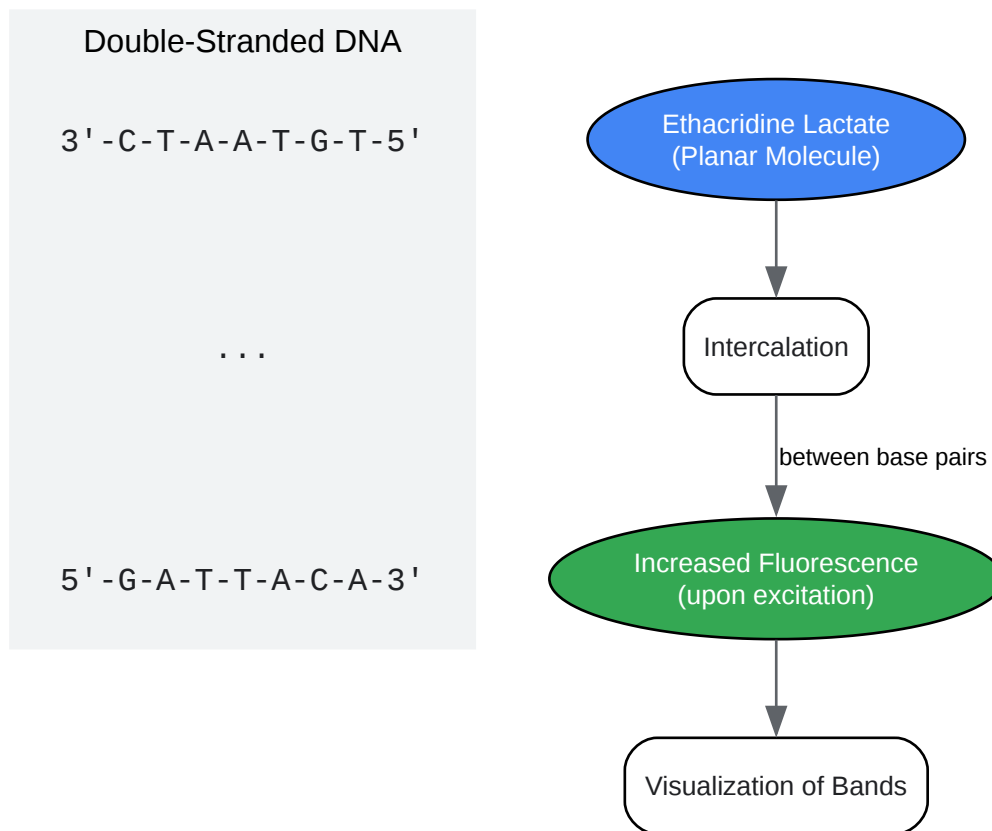 Double-Stranded DNA
3'-C-T-A-A-T-G-T-5'
...
5'-G-A-T-T-A-C-A-3'
Ethacridine Lactate
(Planar Molecule)
Intercalation
between base pairs
Increased Fluorescence
(upon excitation)
Visualization of Bands